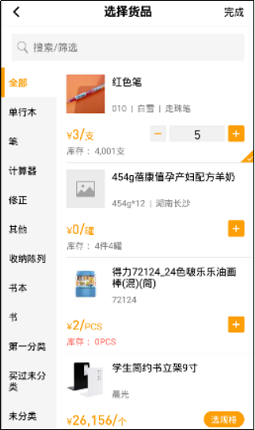 选择货品
完成
搜索/筛选
全部
单行本
笔
计算器
修正
其他
收纳陈列
书本
书
第一分类
买过未分类
未分类
红色笔
010 | 白雪 | 走珠笔
¥3/支
5
库存：4,001支
454g蓓康僖孕产妇配方羊奶
454g*12 | 湖南长沙
¥0/罐
库存：4件4罐
得力72124_24色啵乐乐油画
棒(混)(筒)
72124
¥2/PCS
库存：0PCS
学生简约书立架9寸
晨光
¥26,156/个
选规格